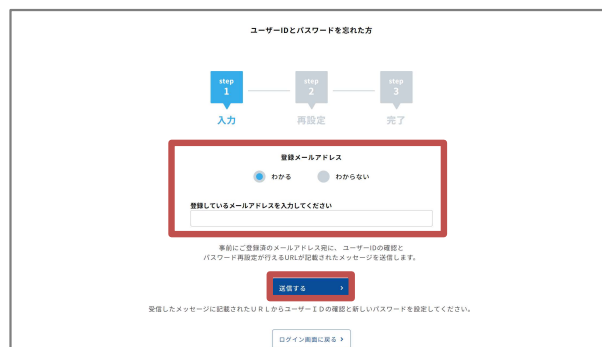 ユーザーIDとパスワードを忘れた方
step
1
入力
step
2
再設定
step
3
完了
登録メールアドレス
わかる
わからない
登録しているメールアドレスを入力してください
事前にご登録済のメールアドレス宛に、 ユーザーIDの確認と
パスワード再設定が行えるURLが記載されたメッセージを送信します。
送信する
受信したメッセージに記載されたＵＲＬからユーザーＩＤの確認と新しいパスワードを設定してください。
ログイン画面に戻る